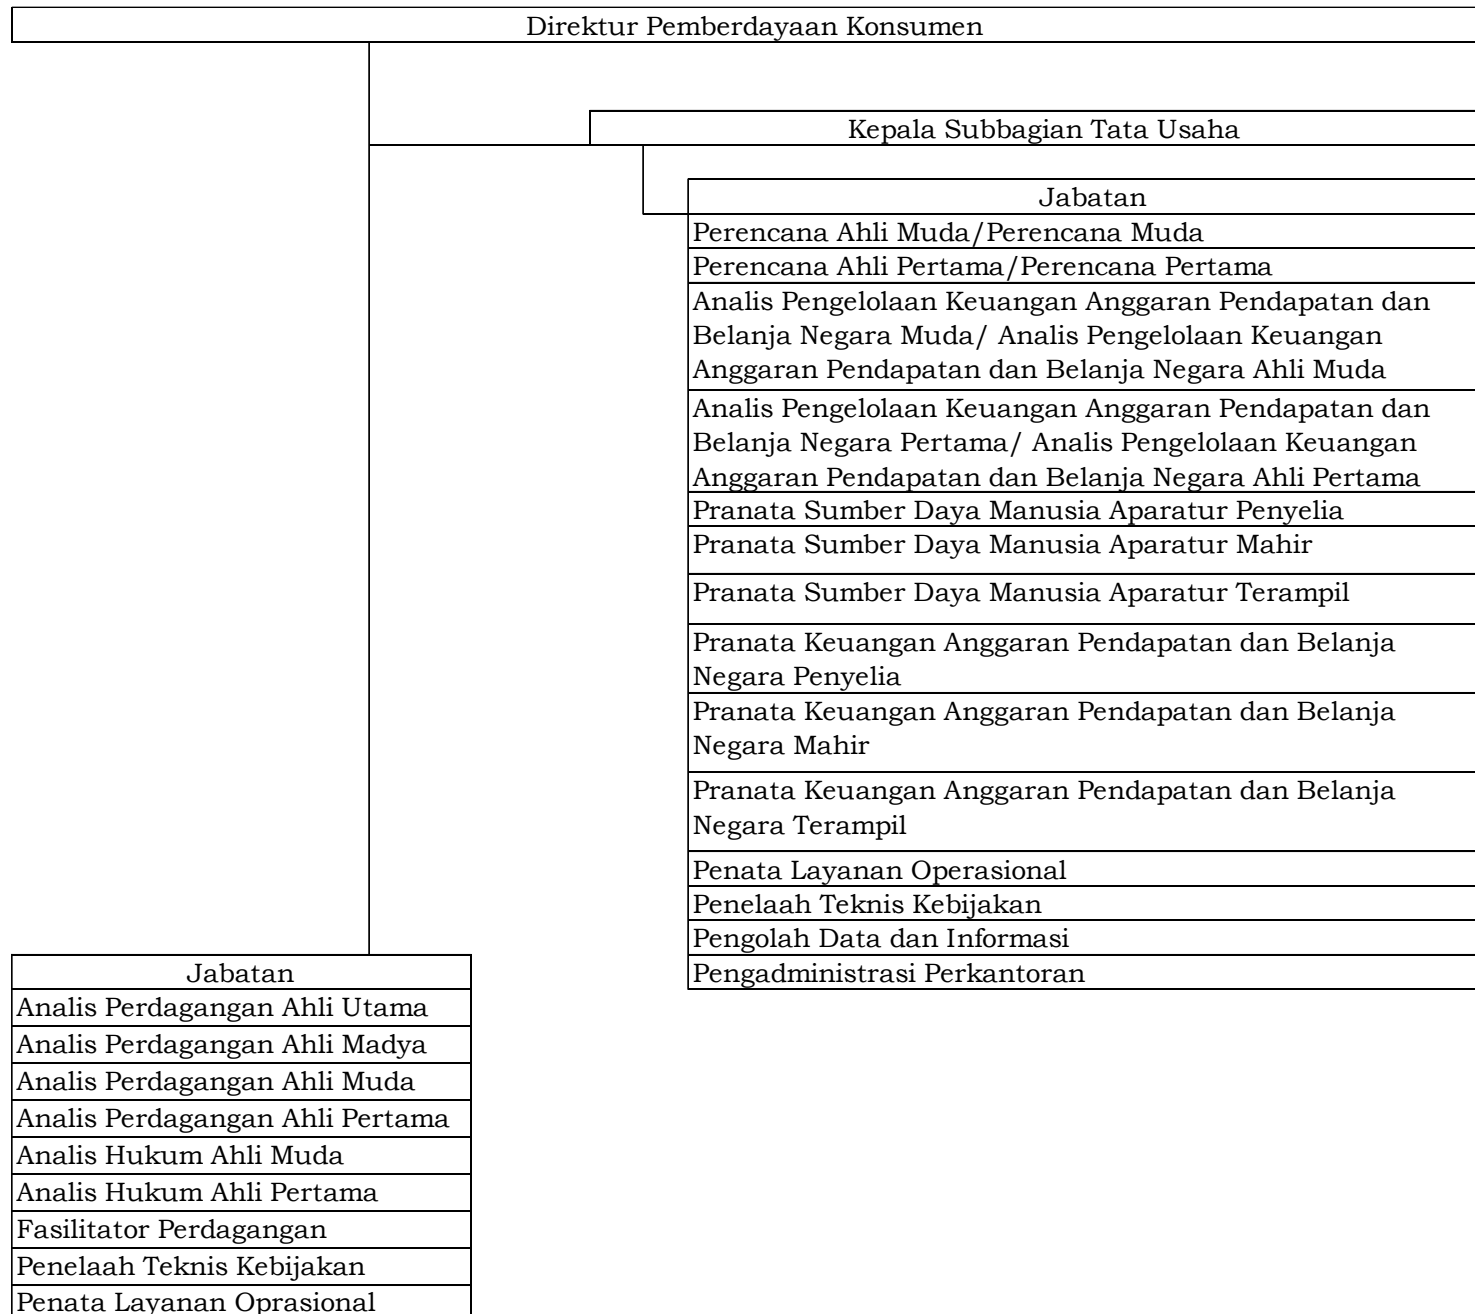 Direktur Pemberdayaan Konsumen
Kepala Subbagian Tata Usaha
Jabatan
Perencana Ahli Muda/Perencana Muda
Perencana Ahli Pertama/Perencana Pertama
Analis Pengelolaan Keuangan Anggaran Pendapatan dan
Belanja Negara Muda/ Analis Pengelolaan Keuangan
Anggaran Pendapatan dan Belanja Negara Ahli Muda
Analis Pengelolaan Keuangan Anggaran Pendapatan dan
Belanja Negara Pertama/ Analis Pengelolaan Keuangan
Anggaran Pendapatan dan Belanja Negara Ahli Pertama
Pranata Sumber Daya Manusia Aparatur Penyelia
Pranata Sumber Daya Manusia Aparatur Mahir
Pranata Sumber Daya Manusia Aparatur Terampil
Pranata Keuangan Anggaran Pendapatan dan Belanja
Negara Penyelia
Pranata Keuangan Anggaran Pendapatan dan Belanja
Negara Mahir
Pranata Keuangan Anggaran Pendapatan dan Belanja
Negara Terampil
Penata Layanan Operasional
Penelaah Teknis Kebijakan
Pengolah Data dan Informasi
Pengadministrasi Perkantoran
Jabatan
Analis Perdagangan Ahli Utama
Analis Perdagangan Ahli Madya
Analis Perdagangan Ahli Muda
Analis Perdagangan Ahli Pertama
Analis Hukum Ahli Muda
Analis Hukum Ahli Pertama
Fasilitator Perdagangan
Penelaah Teknis Kebijakan
Penata Layanan Oprasional